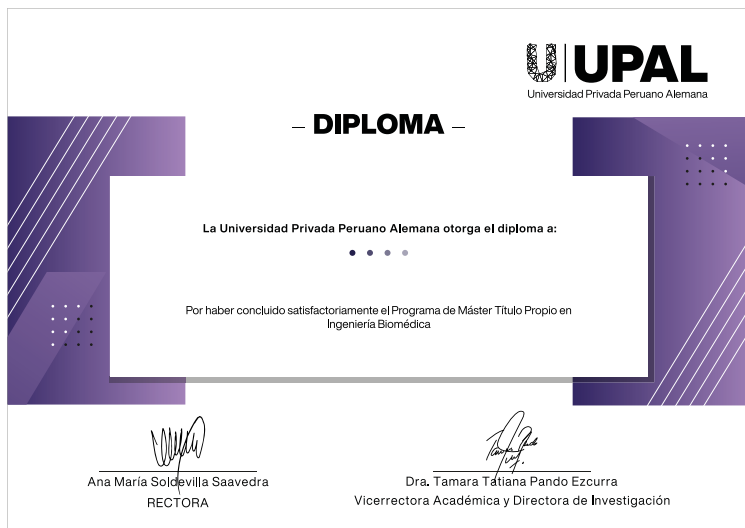 UPAL
Universidad Privada Peruano Alemana
– DIPLOMA –
La Universidad Privada Peruano Alemana otorga el diploma a:
Por haber concluido satisfactoriamente el Programa de Máster Título Propio en
Ingeniería Biomédica
Ana María Soldevilla Saavedra
RECTORA
Dra. Tamara Tatiana Pando Ezcurra
Vicerrectora Académica y Directora de Investigación